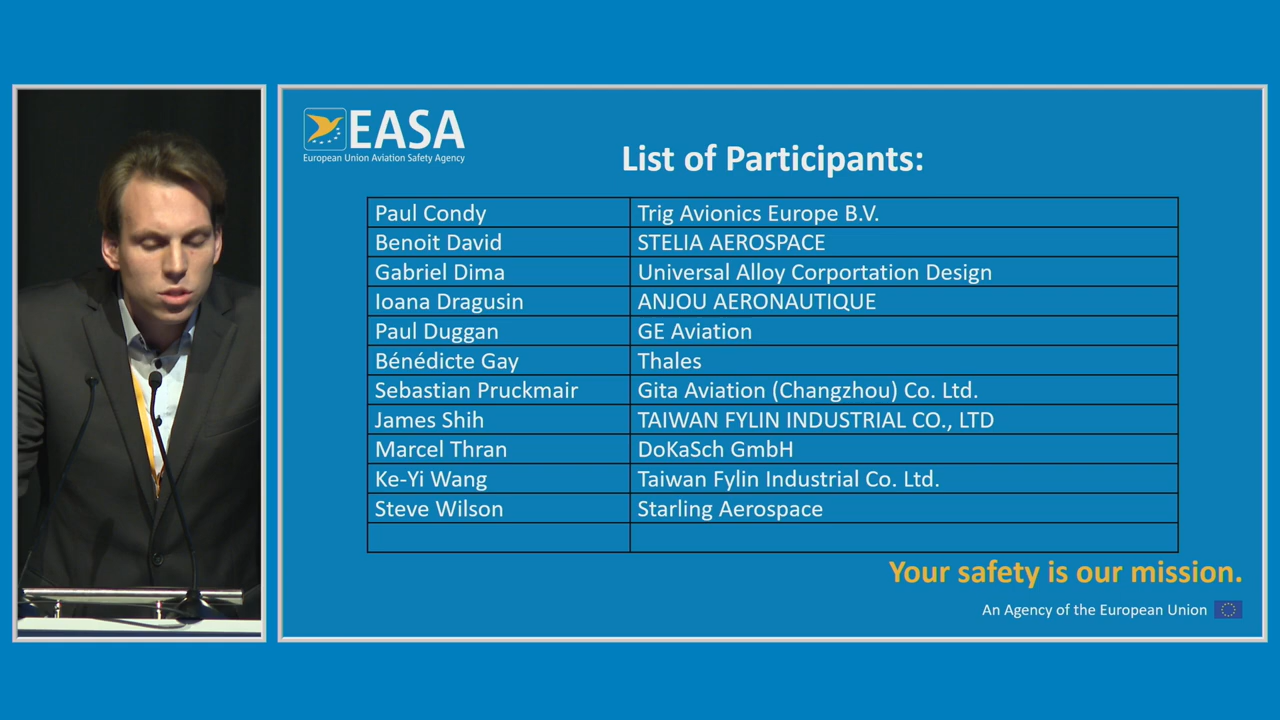 EASA
European Union Aviation Safety Agency
List of Participants:
Paul Condy Trig Avionics Europe B.V.
Benoit David STELIA AEROSPACE
Gabriel Dima Universal Alloy Corportation Design
Ioana Dragusin ANJOU AERONAUTIQUE
Paul Duggan GE Aviation
Bénédicte Gay Thales
Sebastian Pruckmair Gita Aviation (Changzhou) Co. Ltd.
James Shih TAIWAN FYLIN INDUSTRIAL CO., LTD
Marcel Thran DoKaSch GmbH
Ke-Yi Wang Taiwan Fylin Industrial Co. Ltd.
Steve Wilson Starling Aerospace
Your safety is our mission.
An Agency of the European Union